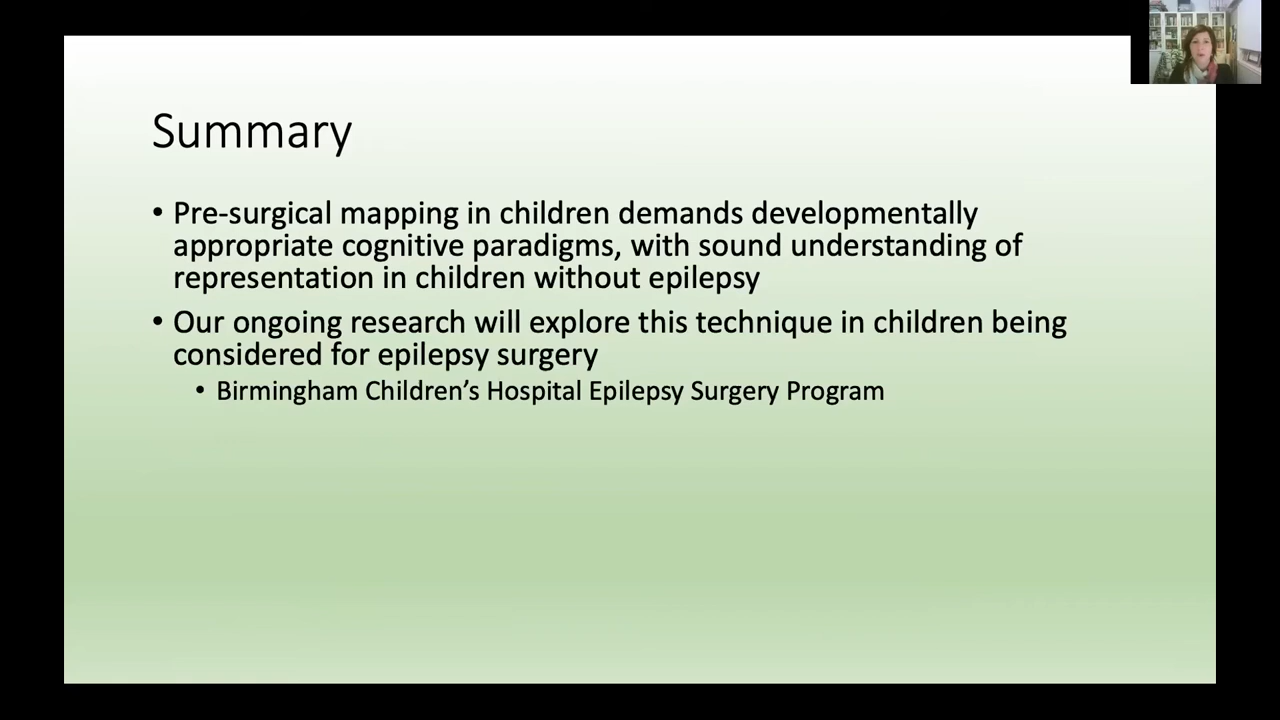 Summary
• Pre-surgical mapping in children demands developmentally
appropriate cognitive paradigms, with sound understanding of
representation in children without epilepsy
• Our ongoing research will explore this technique in children being
considered for epilepsy surgery
• Birmingham Children’s Hospital Epilepsy Surgery Program